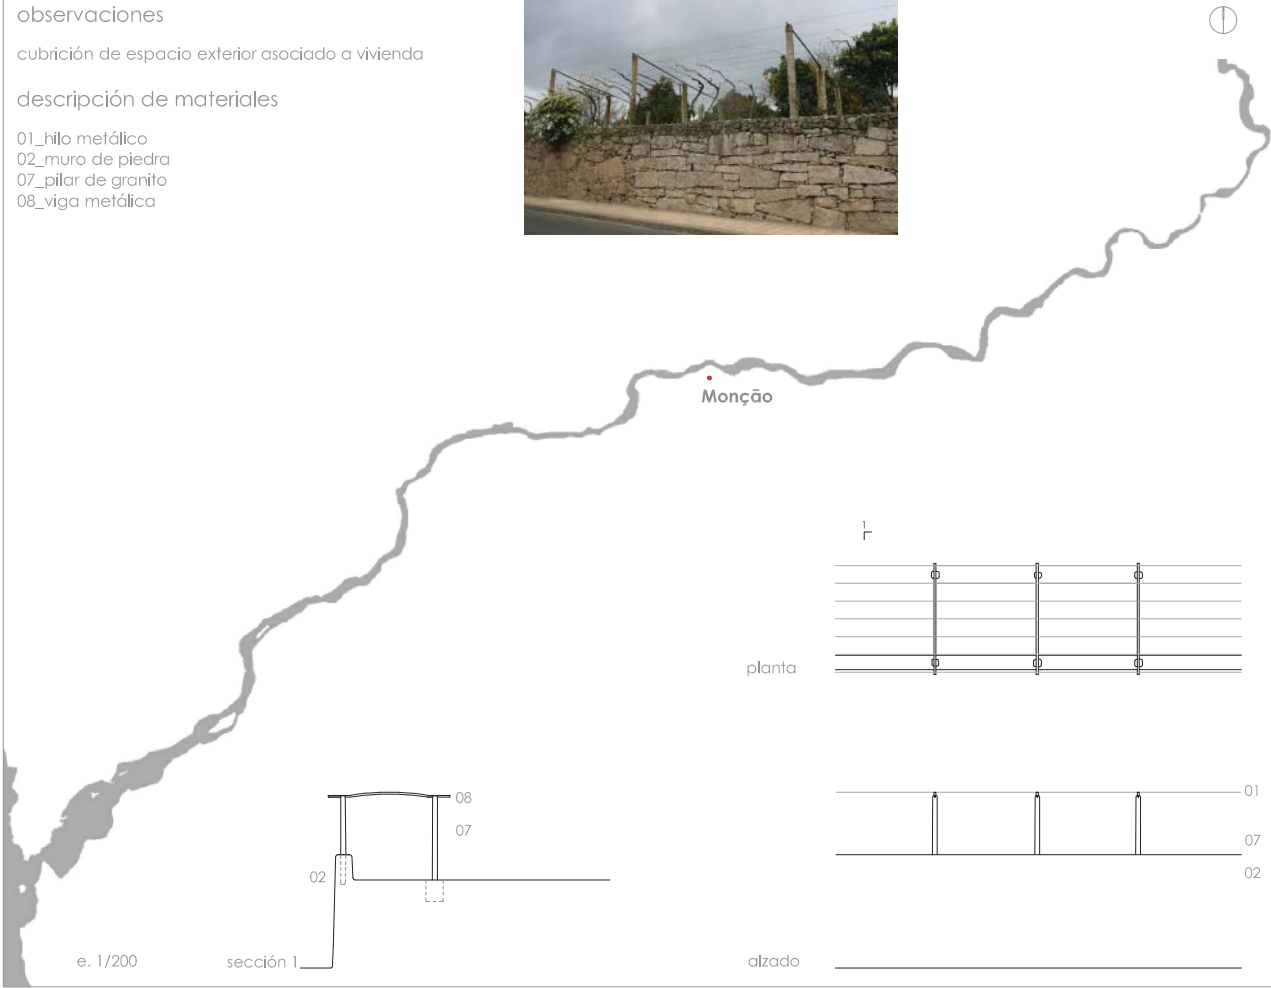 observaciones
cubrición de espacio exterior asociado a vivienda
descripción de materiales
01_hilo metálico
02_muro de piedra
07_pilar de granito
08_viga metálica
Monção
1
planta
08
07
02
01
07
02
e. 1/200
sección 1
alzado